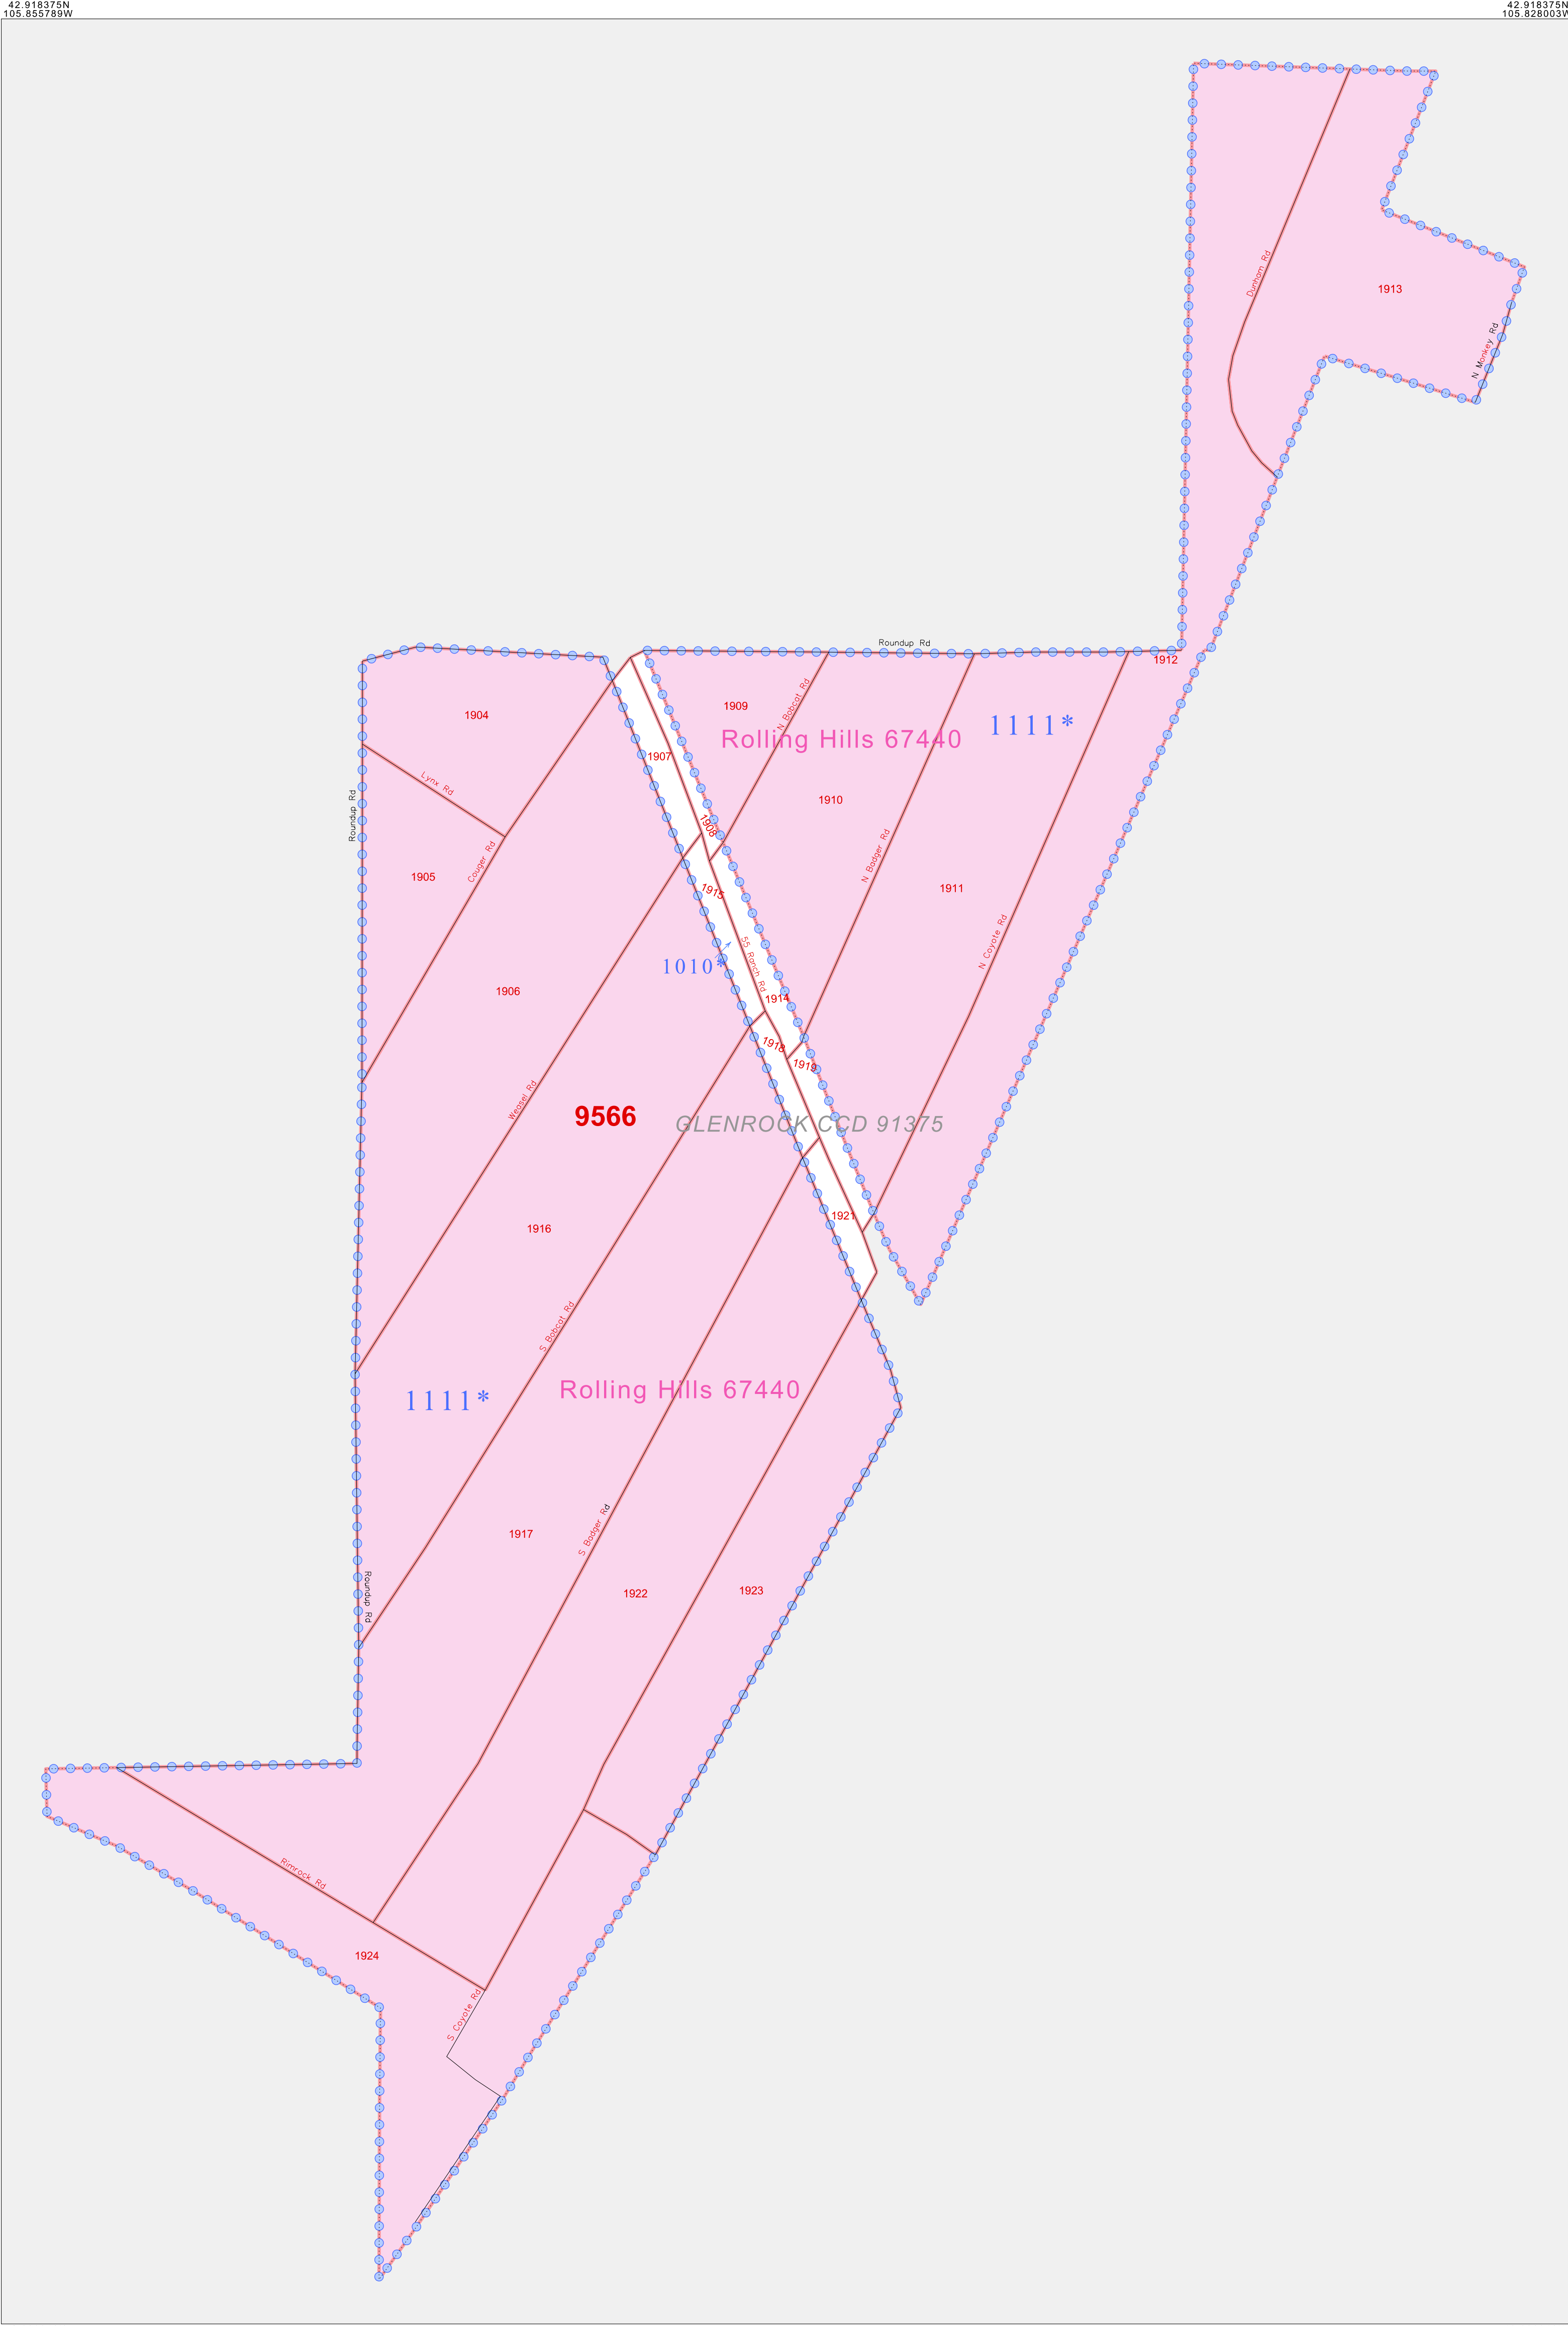 42.918375N
105.855789W
42.918375N
105.828003W
Dunham Rd
1913
N Monkey Rd
Roundup Rd
1912
1904
1909
N Bobcat Rd
1111*
Rolling Hills 67440
1907
Lynx Rd
Roundup Rd
1910
1908
Couger Rd
N Badger Rd
1905
1911
1915
N Coyote Rd
55 Ranch Rd
1010*
1906
1914
1918
1919
Weasel Rd
9566
GLENROCK CCD 91375
1921
1916
S Bobcat Rd
Rolling Hills 67440
1111*
S Badger Rd
1917
Roundup Rd
1922
1923
Rimrock Rd
1924
S Coyote Rd